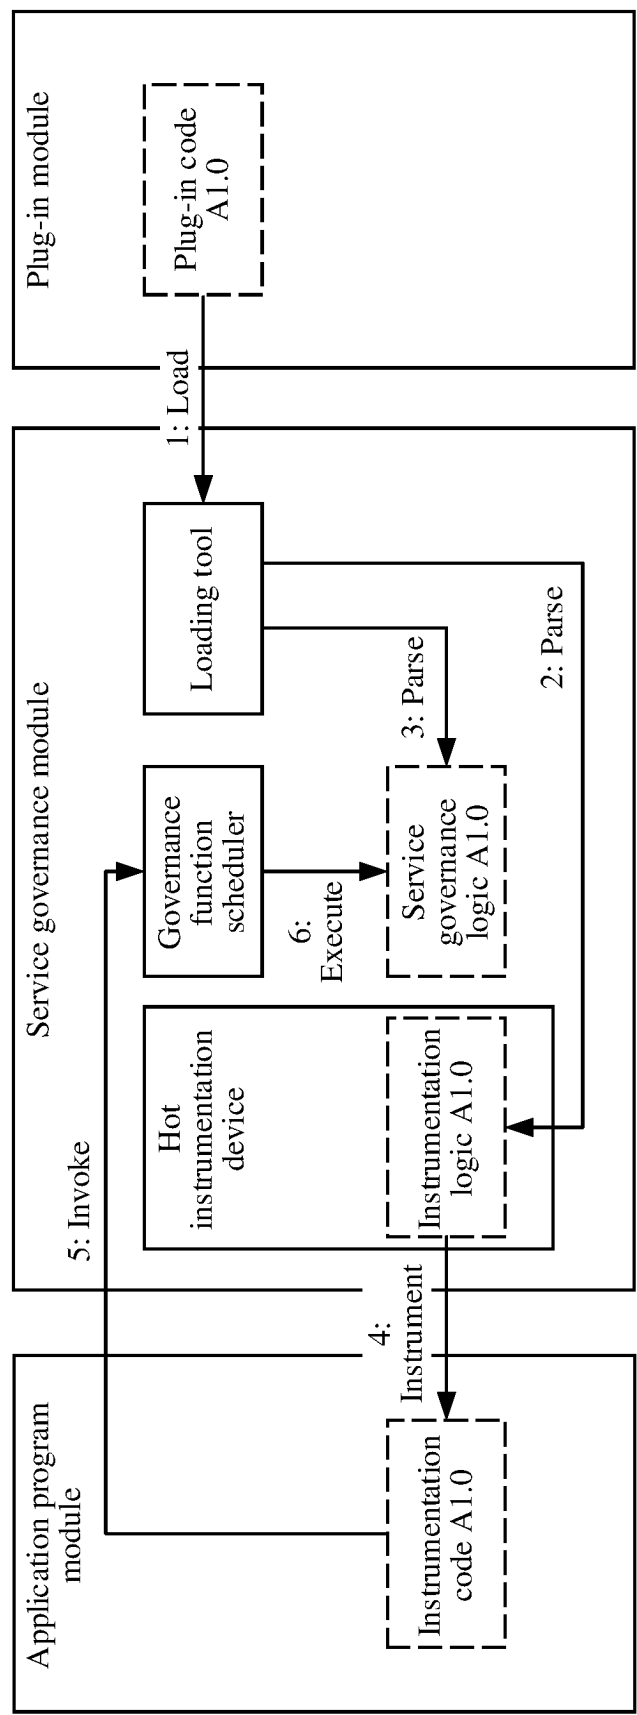 Application program
module
Instrumentation
code A1.0
5: Invoke
4:
Instrument
Service governance module
Hot
instrumentation
device
Instrumentation
logic A1.0
Governance
function
scheduler
6:
Execute
Service
governance
logic A1.0
Loading tool
3: Parse
2: Parse
1: Load
Plug-in module
Plug-in code
A1.0